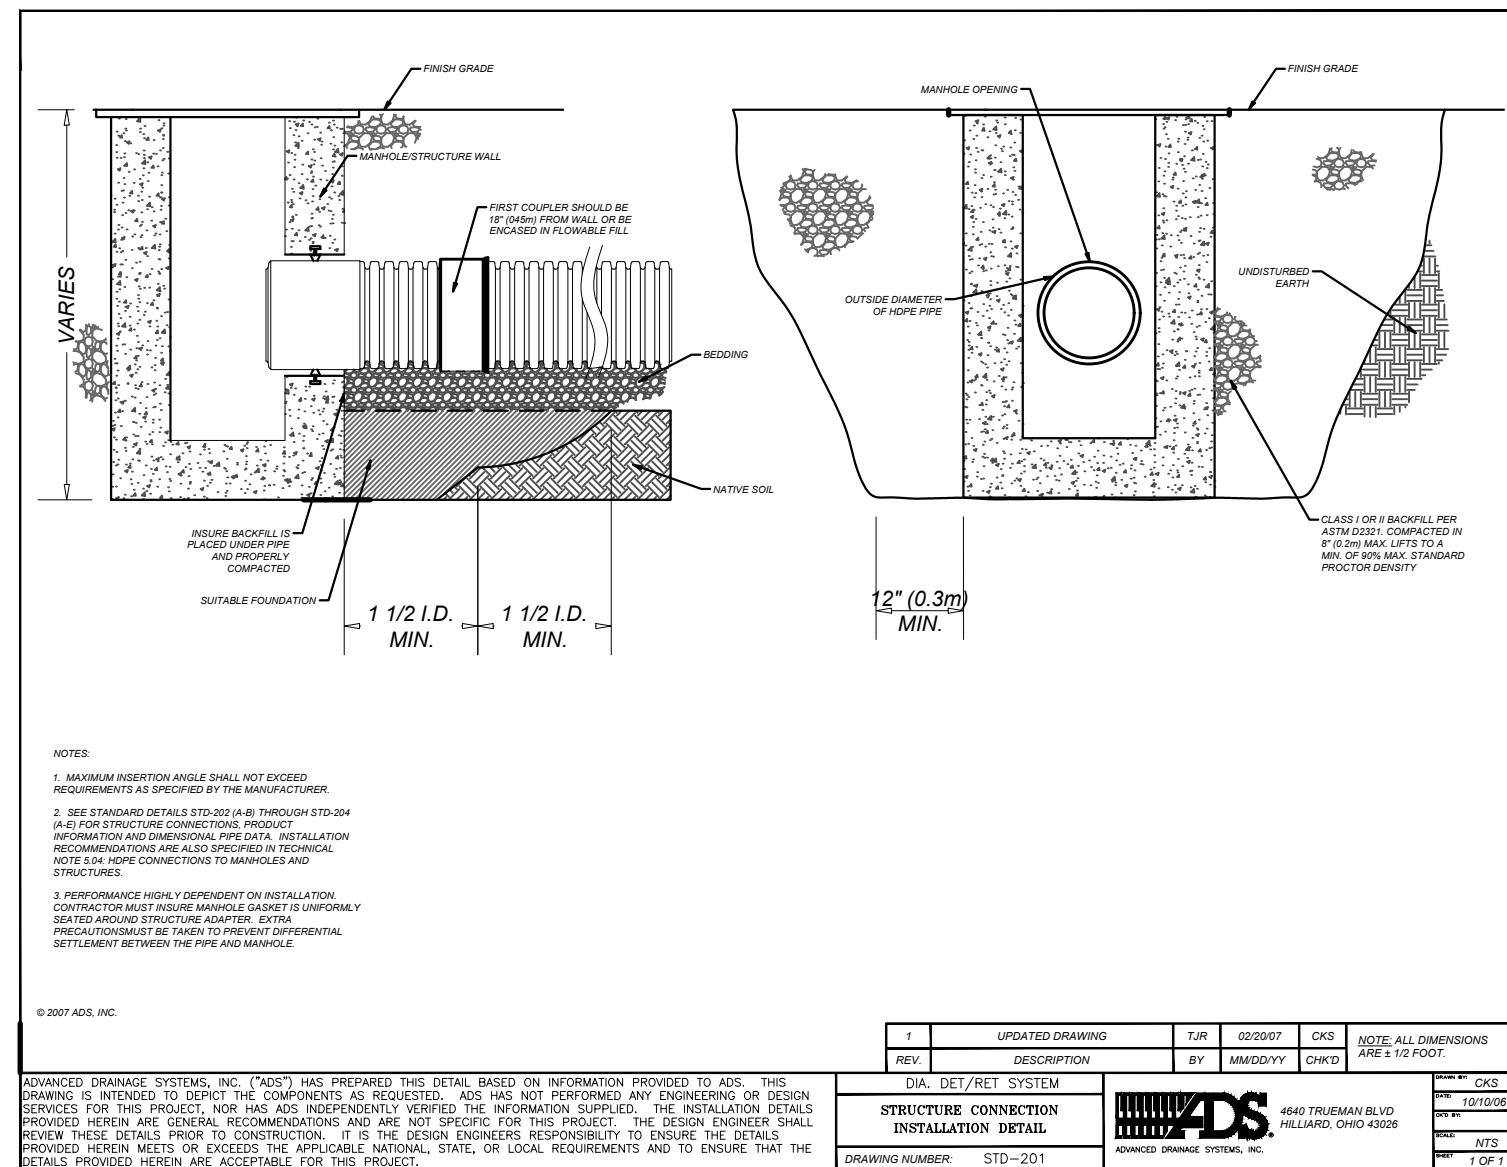 FINISH GRADE
MANHOLE/STRUCTURE WALL
FIRST COUPLER SHOULD BE
18" (045m) FROM WALL OR BE
ENCASED IN FLOWABLE FILL
VARIES
BEDDING
NATIVE SOIL
INSURE BACKFILL IS
PLACED UNDER PIPE
AND PROPERLY
COMPACTED
SUITABLE FOUNDATION
1 1/2 I.D.
MIN.
1 1/2 I.D.
MIN.
MANHOLE OPENING
FINISH GRADE
OUTSIDE DIAMETER
OF HDPE PIPE
UNDISTURBED
EARTH
CLASS I OR II BACKFILL PER
ASTM D2321. COMPACTED IN
8" (0.2m) MAX. LIFTS TO A
MIN. OF 90% MAX. STANDARD
PROCTOR DENSITY
12" (0.3m)
MIN.
NOTES:
1. MAXIMUM INSERTION ANGLE SHALL NOT EXCEED
REQUIREMENTS AS SPECIFIED BY THE MANUFACTURER.
2. SEE STANDARD DETAILS STD-202 (A-B) THROUGH STD-204
(A-E) FOR STRUCTURE CONNECTIONS, PRODUCT
INFORMATION AND DIMENSIONAL PIPE DATA. INSTALLATION
RECOMMENDATIONS ARE ALSO SPECIFIED IN TECHNICAL
NOTE 5.04: HDPE CONNECTIONS TO MANHOLES AND
STRUCTURES.
3. PERFORMANCE HIGHLY DEPENDENT ON INSTALLATION.
CONTRACTOR MUST INSURE MANHOLE GASKET IS UNIFORMLY
SEATED AROUND STRUCTURE ADAPTER. EXTRA
PRECAUTIONSMUST BE TAKEN TO PREVENT DIFFERENTIAL
SETTLEMENT BETWEEN THE PIPE AND MANHOLE.
© 2007 ADS, INC.
1 UPDATED DRAWING TJR 02/20/07 CKS
REV. DESCRIPTION BY MM/DD/YY CHK'D
NOTE: ALL DIMENSIONS
ARE ± 1/2 FOOT.
ADVANCED DRAINAGE SYSTEMS, INC. ("ADS") HAS PREPARED THIS DETAIL BASED ON INFORMATION PROVIDED TO ADS. THIS
DRAWING IS INTENDED TO DEPICT THE COMPONENTS AS REQUESTED. ADS HAS NOT PERFORMED ANY ENGINEERING OR DESIGN
SERVICES FOR THIS PROJECT, NOR HAS ADS INDEPENDENTLY VERIFIED THE INFORMATION SUPPLIED. THE INSTALLATION DETAILS
PROVIDED HEREIN ARE GENERAL RECOMMENDATIONS AND ARE NOT SPECIFIC FOR THIS PROJECT. THE DESIGN ENGINEER SHALL
REVIEW THESE DETAILS PRIOR TO CONSTRUCTION. IT IS THE DESIGN ENGINEERS RESPONSIBILITY TO ENSURE THE DETAILS
PROVIDED HEREIN MEETS OR EXCEEDS THE APPLICABLE NATIONAL, STATE, OR LOCAL REQUIREMENTS AND TO ENSURE THAT THE
DETAILS PROVIDED HEREIN ARE ACCEPTABLE FOR THIS PROJECT.
DIA. DET/RET SYSTEM
STRUCTURE CONNECTION
INSTALLATION DETAIL
DRAWING NUMBER: STD-201
ADS
ADVANCED DRAINAGE SYSTEMS, INC.
4640 TRUEMAN BLVD
HILLIARD, OHIO 43026
DRAWN BY: CKS
DATE: 10/10/06
CK'D BY:
SCALE: NTS
SHEET 1 OF 1